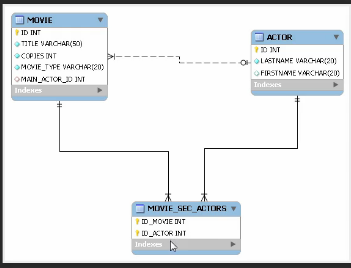 MOVIE
ID INT
TITLE VARCHAR(50)
COPIES INT
MOVIE_TYPE VARCHAR(20)
MAIN_ACTOR_ID INT
Indexes
ACTOR
ID INT
LASTNAME VARCHAR(20)
FIRSTNAME VARCHAR(20)
Indexes
MOVIE_SEC_ACTORS
ID_MOVIE INT
ID_ACTOR INT
Indexes